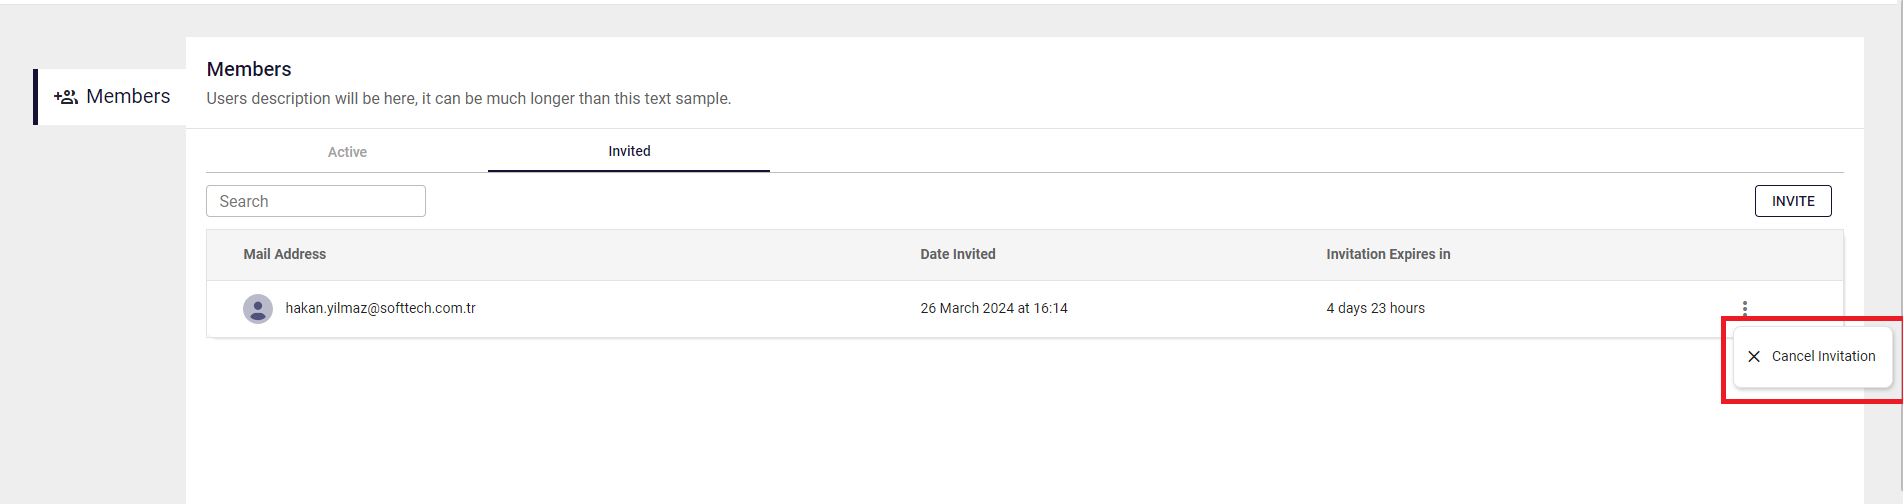 Members
Members
Users description will be here, it can be much longer than this text sample.
Active Invited
Search INVITE
Mail Address Date Invited Invitation Expires in
hakan.yilmaz@softtech.com.tr 26 March 2024 at 16:14 4 days 23 hours
Cancel Invitation